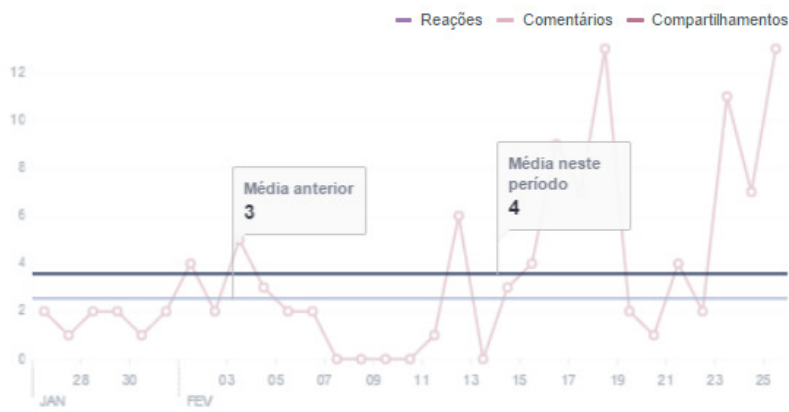 Reações Comentários Compartilhamentos
12
10
8
Média neste
período
4
Média anterior
3
6
4
2
0
28 30 03 05 07 09 11 13 15 17 19 21 23 25
JAN FEV